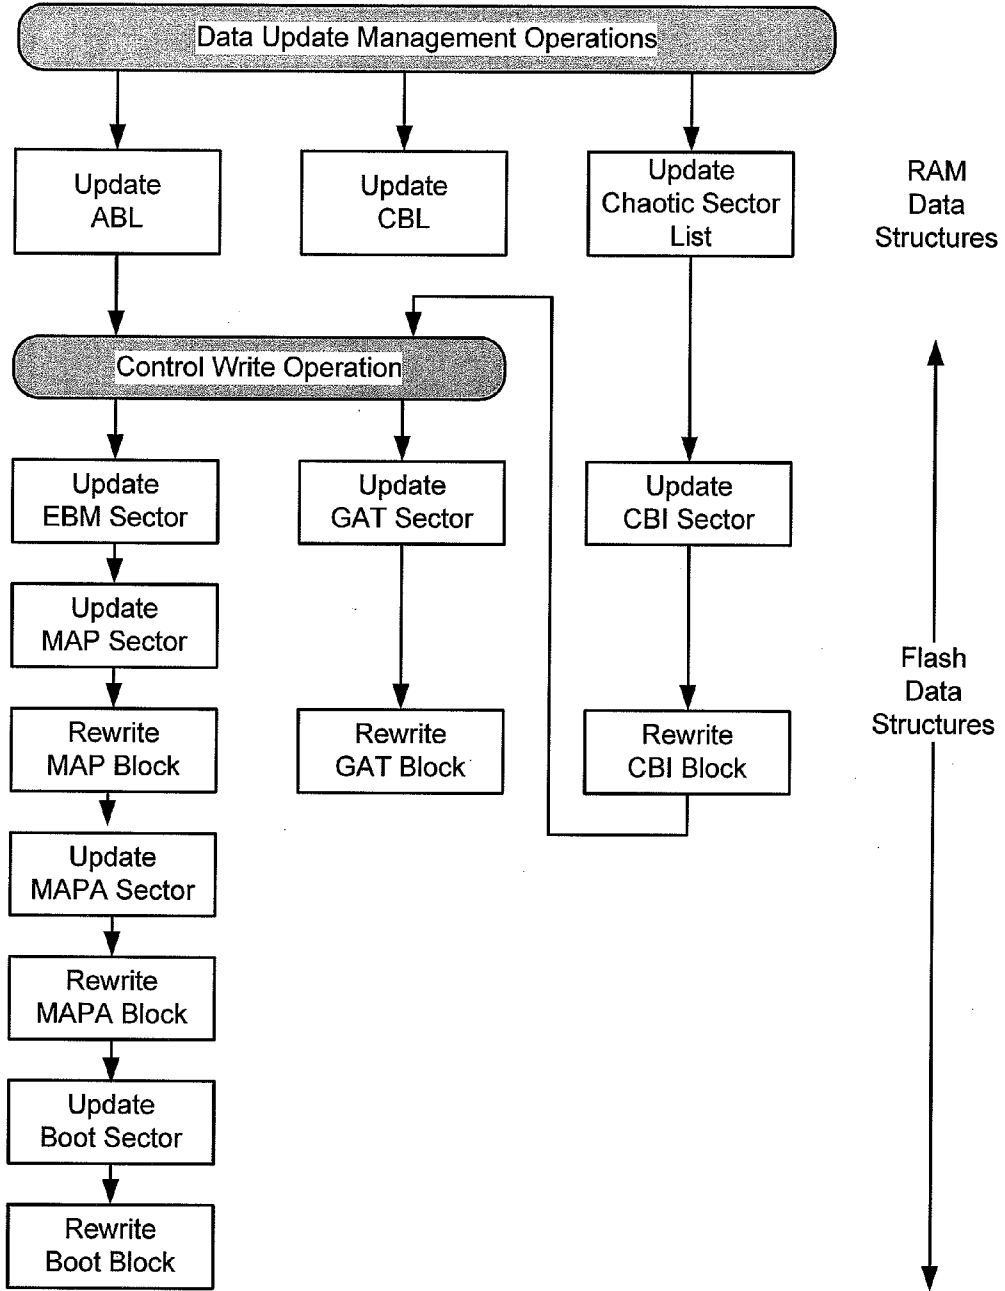 Data Update Management Operations
Update
ABL
Update
CBL
Update
Chaotic Sector
List
RAM
Data
Structures
Control Write Operation
Update
EBM Sector
Update
GAT Sector
Update
CBI Sector
Update
MAP Sector
Rewrite
MAP Block
Rewrite
GAT Block
Rewrite
CBI Block
Flash
Data
Structures
Update
MAPA Sector
Rewrite
MAPA Block
Update
Boot Sector
Rewrite
Boot Block